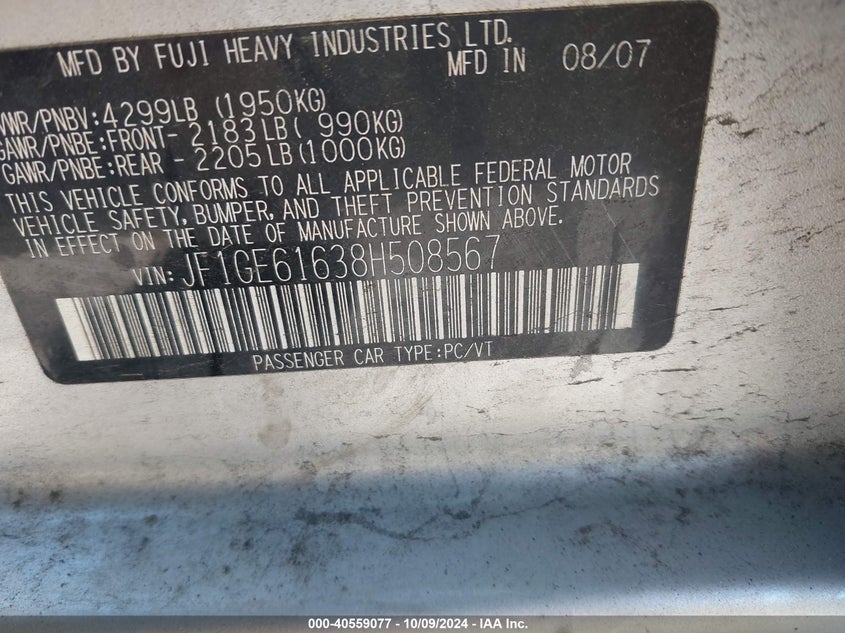 MFD BY FUJI HEAVY INDUSTRIES LTD.
MFD IN 08/07
VWR/PNBV:4299LB (1950KG)
GAWR/PNBE:FRONT- 2183LB( 990KG)
GAWR/PNBE:REAR - 2205LB(1000KG)
THIS VEHICLE CONFORMS TO ALL APPLICABLE FEDERAL MOTOR
VEHICLE SAFETY, BUMPER, AND THEFT PREVENTION STANDARDS
IN EFFECT ON THE DATE OF MANUFACTURE SHOWN ABOVE.
VIN: JF1GE61638H508567
PASSENGER CAR TYPE:PC/VT
000-40559077 - 10/09/2024 - IAA Inc.